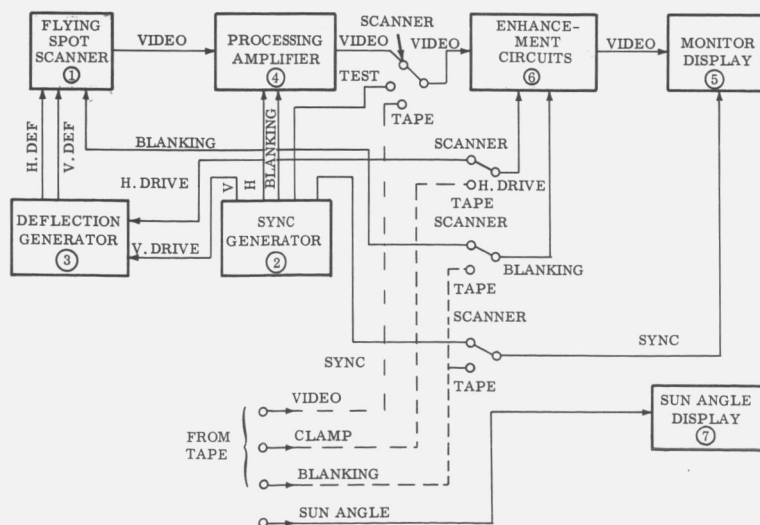 FLYING
SPOT
SCANNER
1
VIDEO
PROCESSING
AMPLIFIER
4
VIDEO
SCANNER
VIDEO
ENHANCE-
MENT
CIRCUITS
6
VIDEO
MONITOR
DISPLAY
5
TEST
TAPE
H. DEF
V. DEF
BLANKING
H
BLANKING
V
H. DRIVE
SCANNER
H. DRIVE
TAPE
DEFLECTION
GENERATOR
3
V. DRIVE
SYNC
GENERATOR
2
SCANNER
BLANKING
TAPE
SCANNER
SYNC
SYNC
TAPE
FROM
TAPE
VIDEO
CLAMP
BLANKING
SUN ANGLE
SUN ANGLE
DISPLAY
7